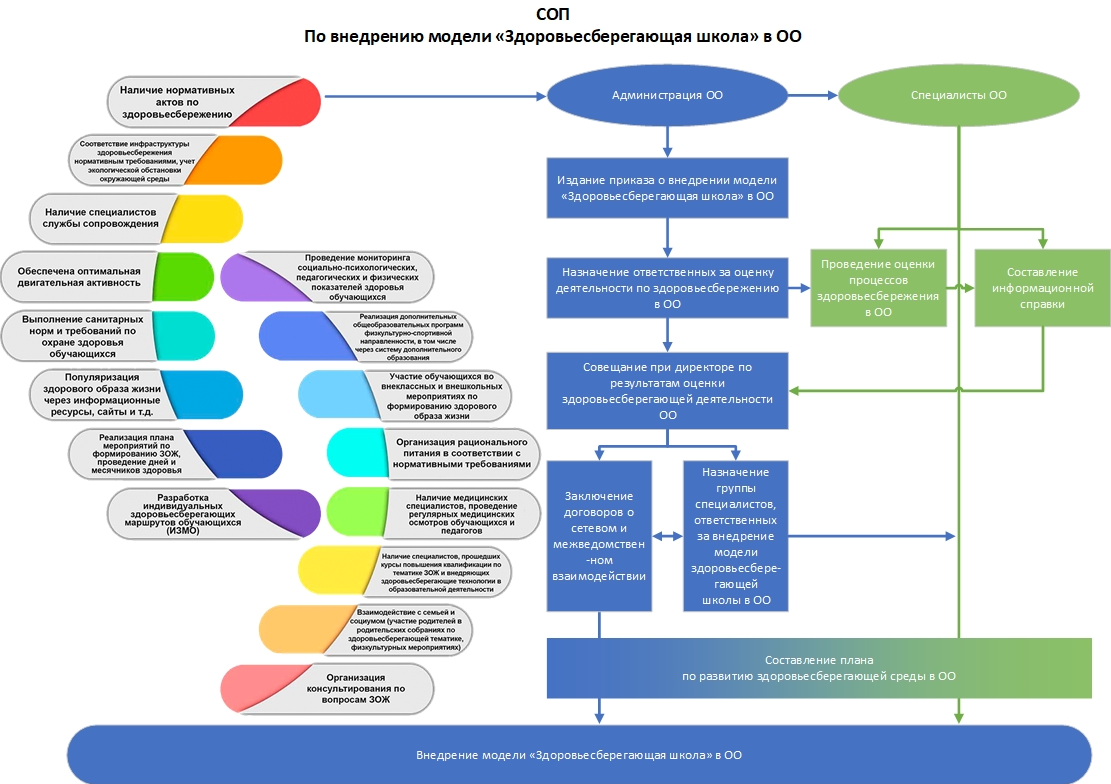 СОП
По внедрению модели «Здоровьесберегающая школа» в ОО
Наличие нормативных
актов по
здоровьесбережению
Соответствие инфраструктуры
здоровьесбережения
нормативным требованиями, учет
экологической обстановки
окружающей среды
Наличие специалистов
службы сопровождения
Обеспечена оптимальная
двигательная активность
Выполнение санитарных
норм и требований по
охране здоровья
обучающихся
Популяризация
здорового образа жизни
через информационные
ресурсы, сайты и т.д.
Реализация плана
мероприятий по
формированию ЗОЖ,
проведение дней и
месячников здоровья
Разработка
индивидуальных
здоровьесберегающих
маршрутов обучающихся
(ИЗМО)
Проведение мониторинга
социально-психологических,
педагогических и физических
показателей здоровья
обучающихся
Реализация дополнительных
общеобразовательных программ
физкультурно-спортивной
направленности, в том числе
через систему дополнительного
образования
Участие обучающихся во
внеклассных и внешкольных
мероприятиях по
формированию здорового
образа жизни
Организация рационального
питания в соответствии с
нормативными требованиями
Наличие медицинских
специалистов, проведение
регулярных медицинских
осмотров обучающихся и
педагогов
Наличие специалистов, прошедших
курсы повышения квалификации по
тематике ЗОЖ и внедряющих
здоровьесберегающие технологии в
образовательной деятельности
Взаимодействие с семьей и
социумом (участие родителей в
родительских собраниях по
здоровьесберегающей тематике,
физкультурных мероприятиях)
Организация
консультирования по
вопросам ЗОЖ
Администрация ОО
Специалисты ОО
Издание приказа о внедрении модели
«Здоровьесберегающая школа» в ОО
Назначение ответственных за оценку
деятельности по здоровьесбережению
в ОО
Проведение оценки
процессов
здоровьесбережения
в ОО
Составление
информационной
справки
Совещание при директоре по
результатам оценки
здоровьесберегающей деятельности
ОО
Заключение
договоров о
сетевом и
межведомствен
-ном
взаимодействии
Назначение
группы
специалистов,
ответственных
за внедрение
модели
здоровьесбере-
гающей
школы в ОО
Составление плана
по развитию здоровьесберегающей среды в ОО
Внедрение модели «Здоровьесберегающая школа» в ОО